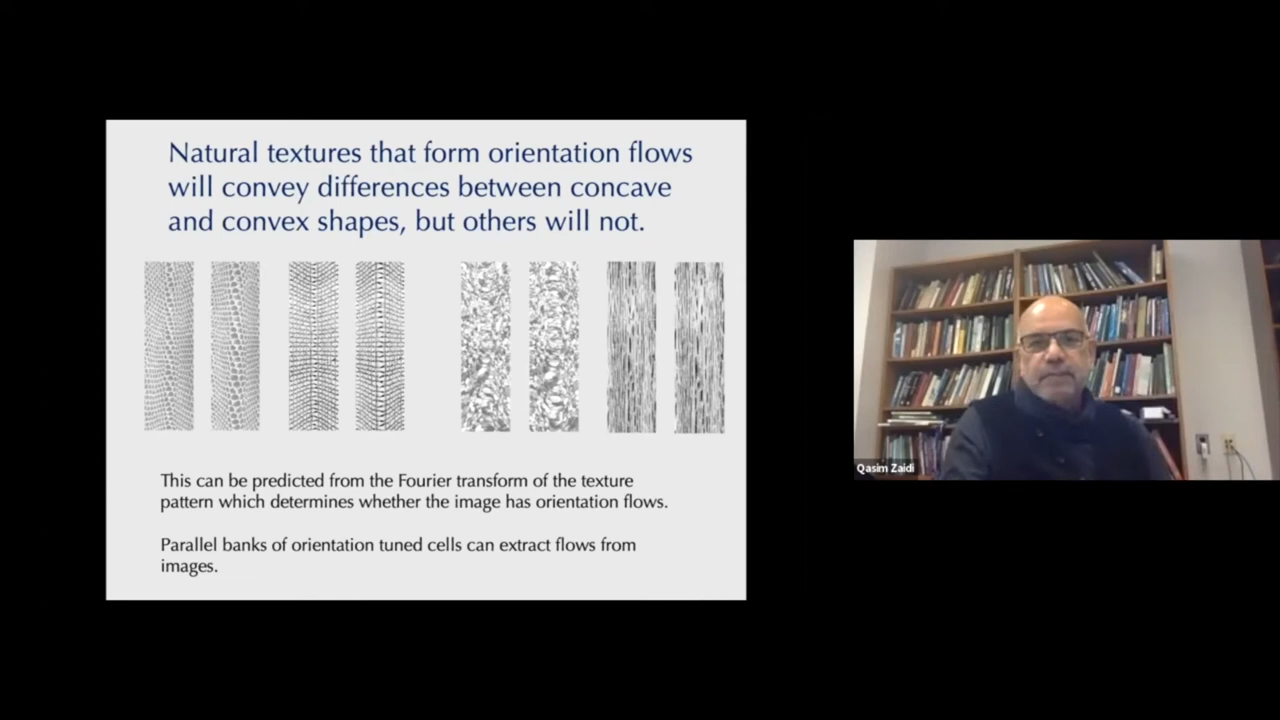 Natural textures that form orientation flows
will convey differences between concave
and convex shapes, but others will not.
This can be predicted from the Fourier transform of the texture
pattern which determines whether the image has orientation flows.
Parallel banks of orientation tuned cells can extract flows from
images.
Qasim Zaidi